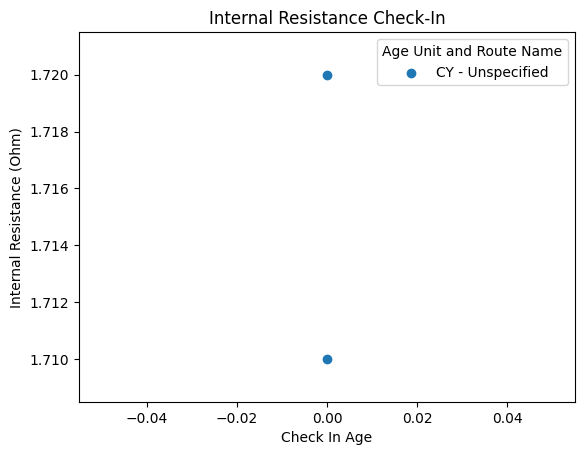 Internal Resistance Check-In
Age Unit and Route Name
CY - Unspecified
Internal Resistance (Ohm)
1.720
1.718
1.716
1.714
1.712
1.710
−0.04 −0.02 0.00 0.02 0.04
Check In Age